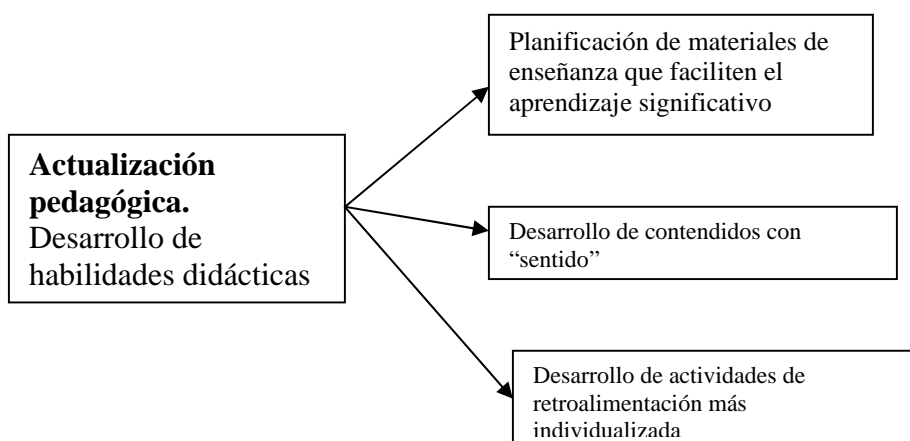 Planificación de materiales de
enseñanza que faciliten el
aprendizaje significativo
Actualización
pedagógica.
Desarrollo de
habilidades didácticas
Desarrollo de contendidos con
“sentido”
Desarrollo de actividades de
retroalimentación más
individualizada